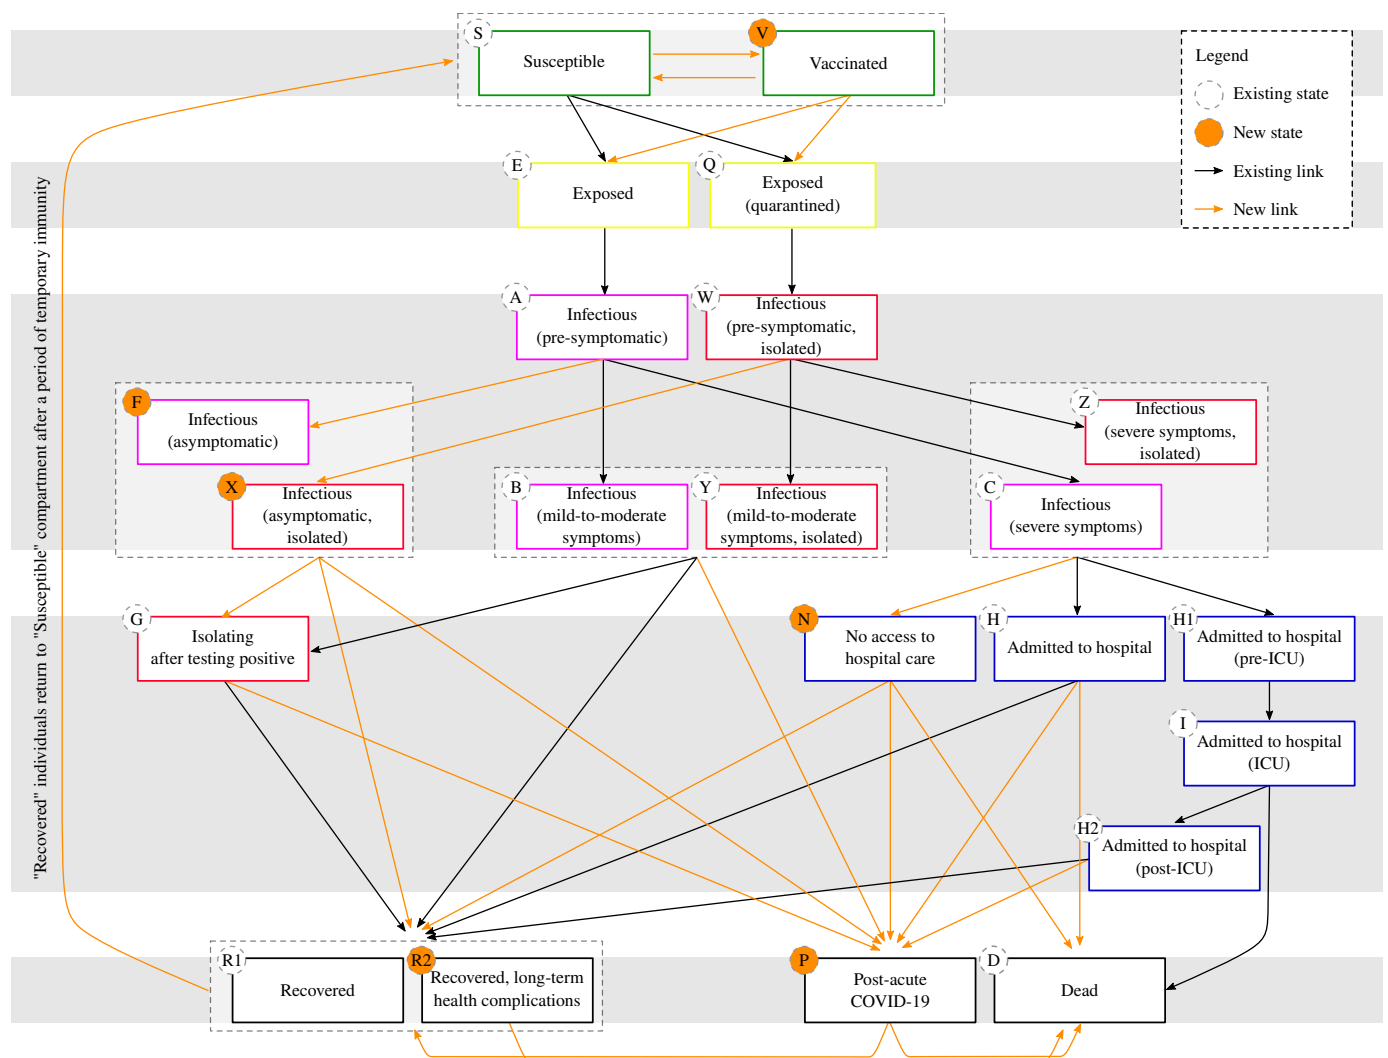 S
Susceptible
V
Vaccinated
Legend
Existing state
New state
Existing link
New link
E
Exposed
Q
Exposed
(quarantined)
"Recovered" individuals return to "Susceptible" compartment after a period of temporary immunity
A
Infectious
(pre-symptomatic)
W
Infectious
(pre-symptomatic,
isolated)
F
Infectious
(asymptomatic)
Z
Infectious
(severe symptoms,
isolated)
X
Infectious
(asymptomatic,
isolated)
B
Infectious
(mild-to-moderate
symptoms)
Y
Infectious
(mild-to-moderate
symptoms, isolated)
C
Infectious
(severe symptoms)
G
Isolating
after testing positive
N
No access to
hospital care
H
Admitted to hospital
H1
Admitted to hospital
(pre-ICU)
I
Admitted to hospital
(ICU)
H2
Admitted to hospital
(post-ICU)
R1
Recovered
R2
Recovered, long-term
health complications
P
Post-acute
COVID-19
D
Dead